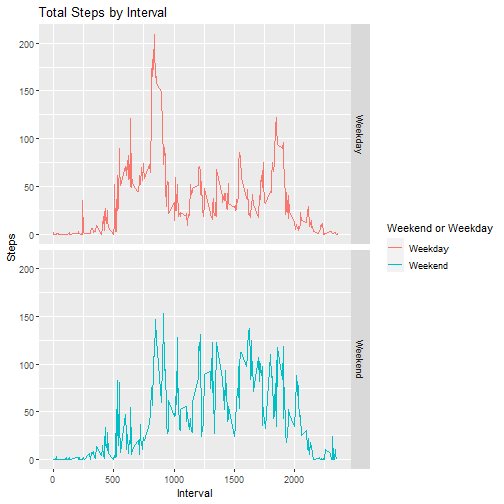 Total Steps by Interval
200
150
100
50
0
Weekday
Steps
200
150
100
50
0
Weekend
0 500 1000 1500 2000
Interval
Weekend or Weekday
Weekday
Weekend